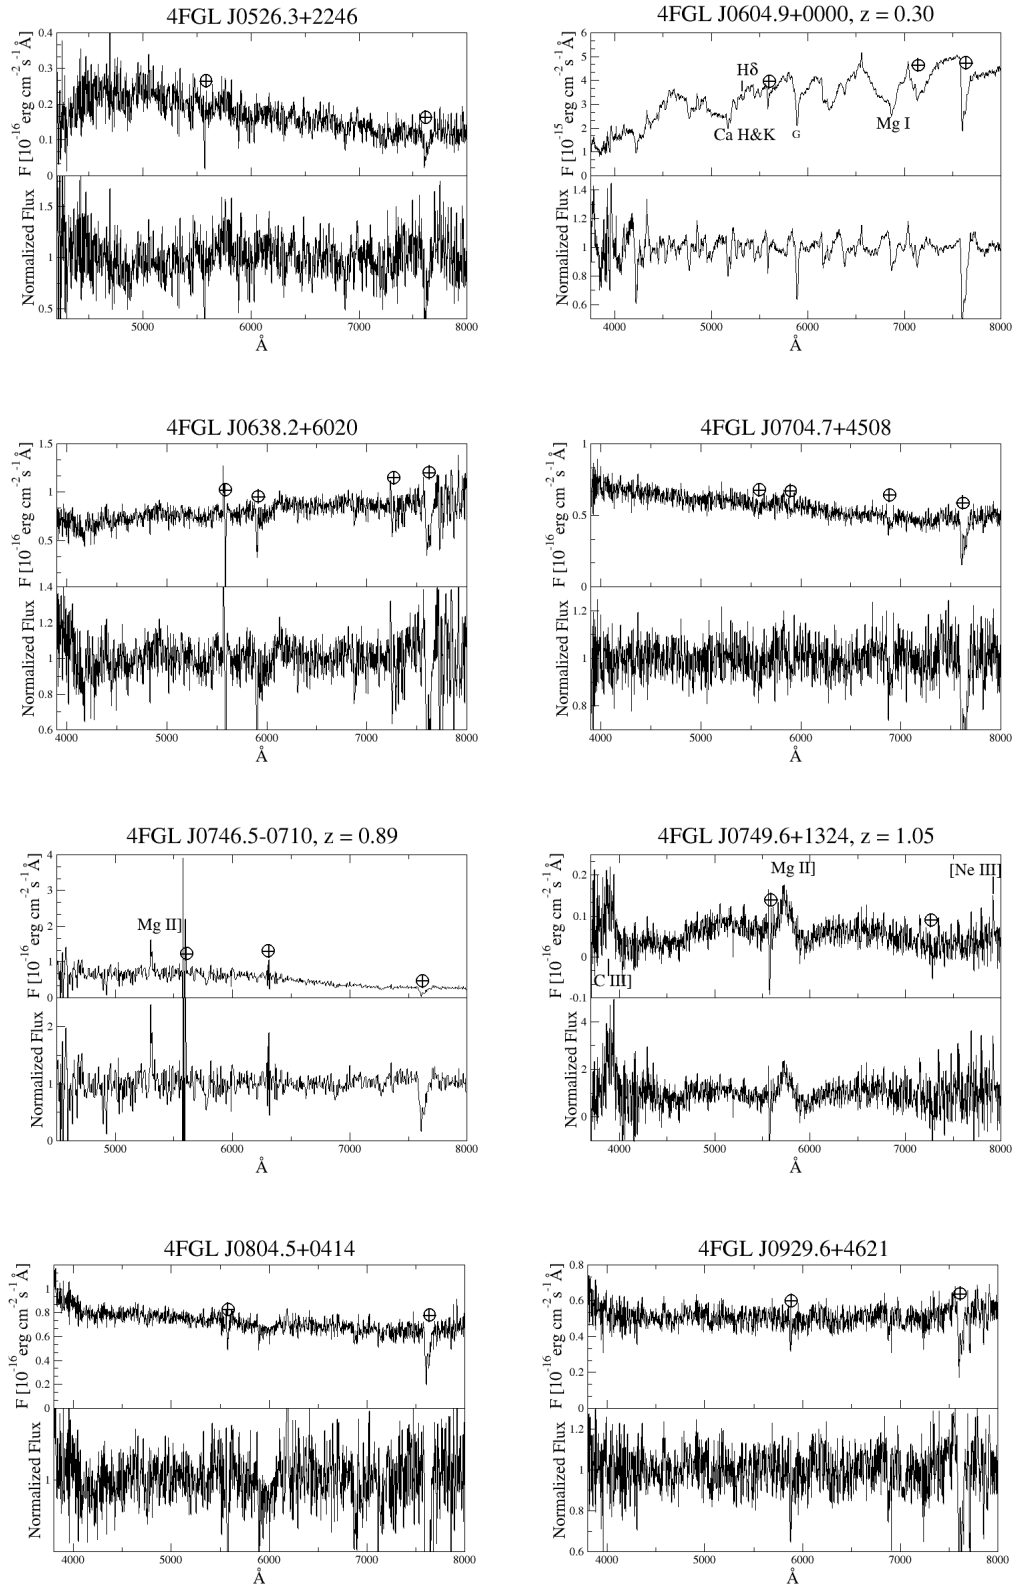 4FGL J0526.3+2246
F [10^-16 erg cm^-2 s^-1 Å]
0.4
0.3
0.2
0.1
0
Normalized Flux
1.5
1
0.5
5000 6000 7000 8000
Å
4FGL J0604.9+0000, z = 0.30
F [10^-15 erg cm^-2 s^-1 Å]
6
5
4
3
2
1
0
Hδ
Ca H&K
G
Mg I
Normalized Flux
1.4
1.2
1
0.8
0.6
4000 5000 6000 7000 8000
Å
4FGL J0638.2+6020
F [10^-16 erg cm^-2 s^-1 Å]
1.5
1
0.5
Normalized Flux
1.4
1.2
1
0.8
0.6
4000 5000 6000 7000 8000
Å
4FGL J0704.7+4508
F [10^-16 erg cm^-2 s^-1 Å]
1
0.5
0
Normalized Flux
1.2
1
0.8
4000 5000 6000 7000 8000
Å
4FGL J0746.5-0710, z = 0.89
F [10^-16 erg cm^-2 s^-1 Å]
4
3
2
1
0
Mg II]
Normalized Flux
2
1
0
5000 6000 7000 8000
Å
4FGL J0749.6+1324, z = 1.05
F [10^-16 erg cm^-2 s^-1 Å]
0.2
0.1
0
-0.1
Mg II]
[Ne III]
C III]
Normalized Flux
4
2
0
4000 5000 6000 7000 8000
Å
4FGL J0804.5+0414
F [10^-16 erg cm^-2 s^-1 Å]
1
0.8
0.6
0.4
0.2
0
Normalized Flux
1
4000 5000 6000 7000 8000
Å
4FGL J0929.6+4621
F [10^-16 erg cm^-2 s^-1 Å]
0.8
0.6
0.4
0.2
0
Normalized Flux
1.2
1
0.8
0.6
4000 5000 6000 7000 8000
Å